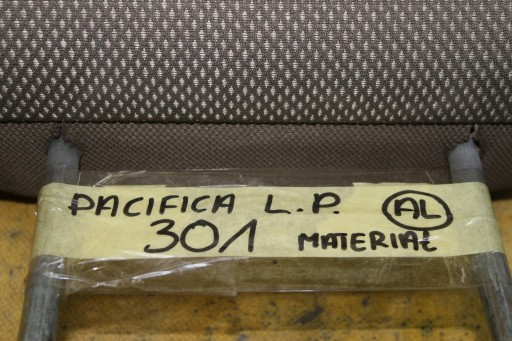 PACIFICA L.P. AL
301 MATERIAL